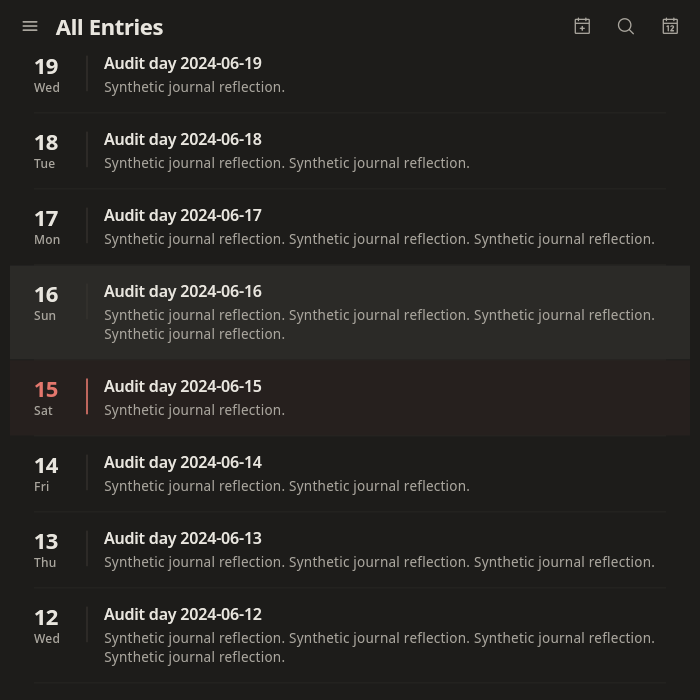 All Entries
12
19
Wed
Audit day 2024-06-19
Synthetic journal reflection.
18
Tue
Audit day 2024-06-18
Synthetic journal reflection. Synthetic journal reflection.
17
Mon
Audit day 2024-06-17
Synthetic journal reflection. Synthetic journal reflection. Synthetic journal reflection.
16
Sun
Audit day 2024-06-16
Synthetic journal reflection. Synthetic journal reflection. Synthetic journal reflection.
Synthetic journal reflection.
15
Sat
Audit day 2024-06-15
Synthetic journal reflection.
14
Fri
Audit day 2024-06-14
Synthetic journal reflection. Synthetic journal reflection.
13
Thu
Audit day 2024-06-13
Synthetic journal reflection. Synthetic journal reflection. Synthetic journal reflection.
12
Wed
Audit day 2024-06-12
Synthetic journal reflection. Synthetic journal reflection. Synthetic journal reflection.
Synthetic journal reflection.